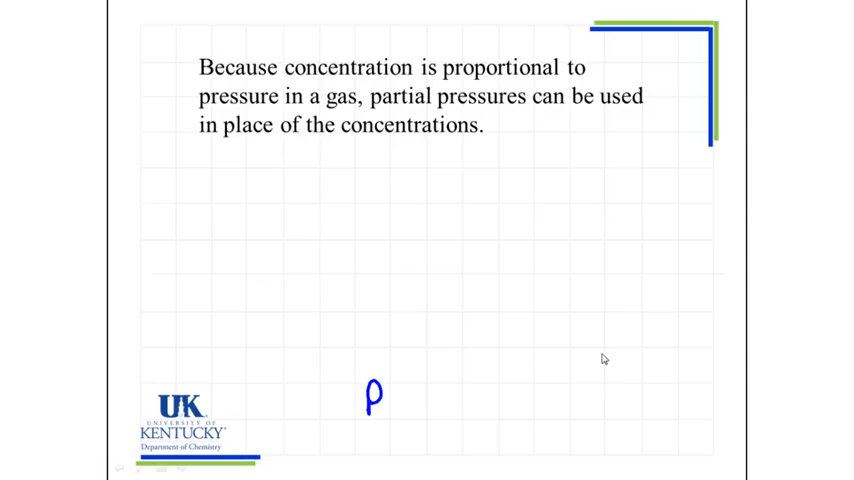 Because concentration is proportional to
pressure in a gas, partial pressures can be used
in place of the concentrations.
P
UK
UNIVERSITY OF
KENTUCKY
Department of Chemistry